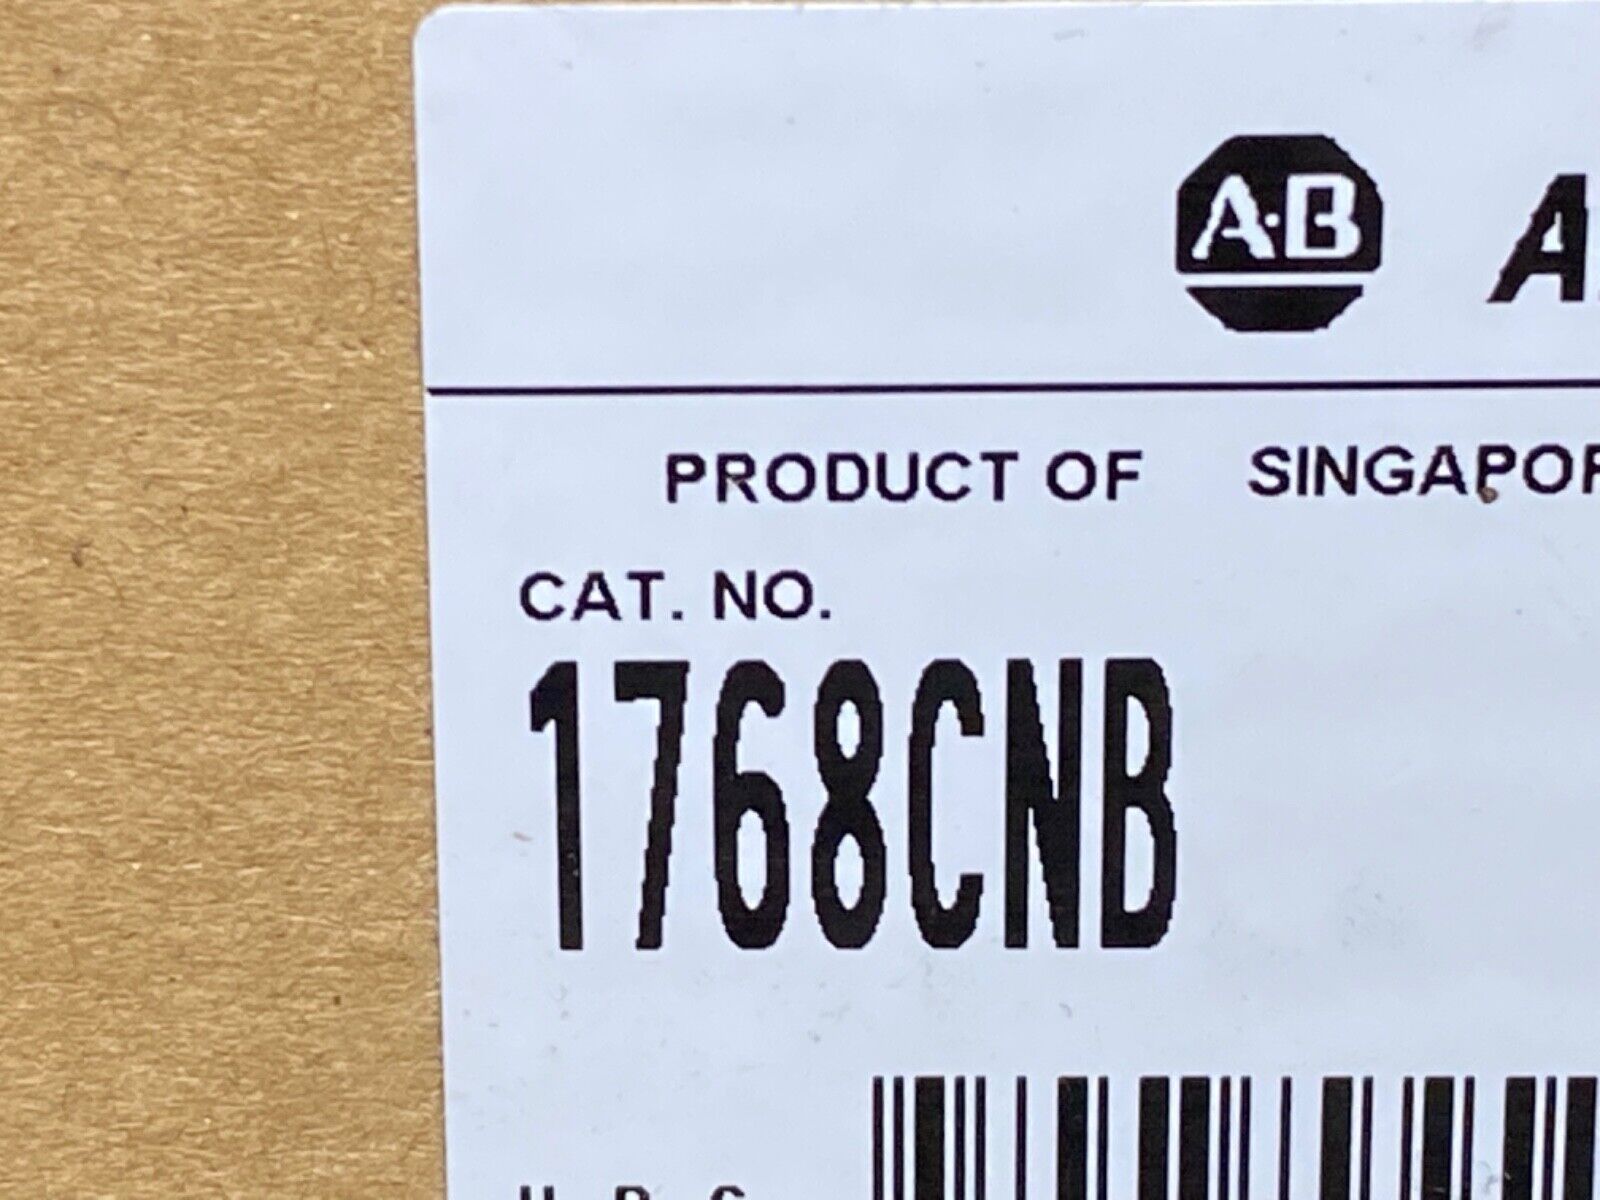 A·B
PRODUCT OF SINGAPOR
CAT. NO.
1768CNB